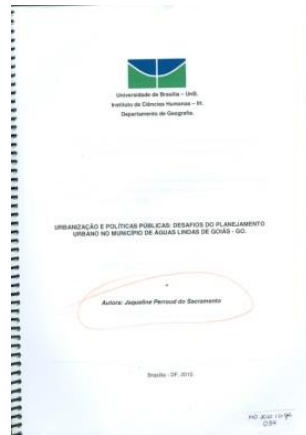 Universidade de Brasília – UnB.
Instituto de Ciências Humanas – IH.
Departamento de Geografia.
URBANIZAÇÃO E POLÍTICAS PÚBLICAS: DESAFIOS DO PLANEJAMENTO
URBANO NO MUNICÍPIO DE ÁGUAS LINDAS DE GOIÁS - GO.
Autora: Jaqueline Perroud do Sacramento
Brasília - DF, 2010.